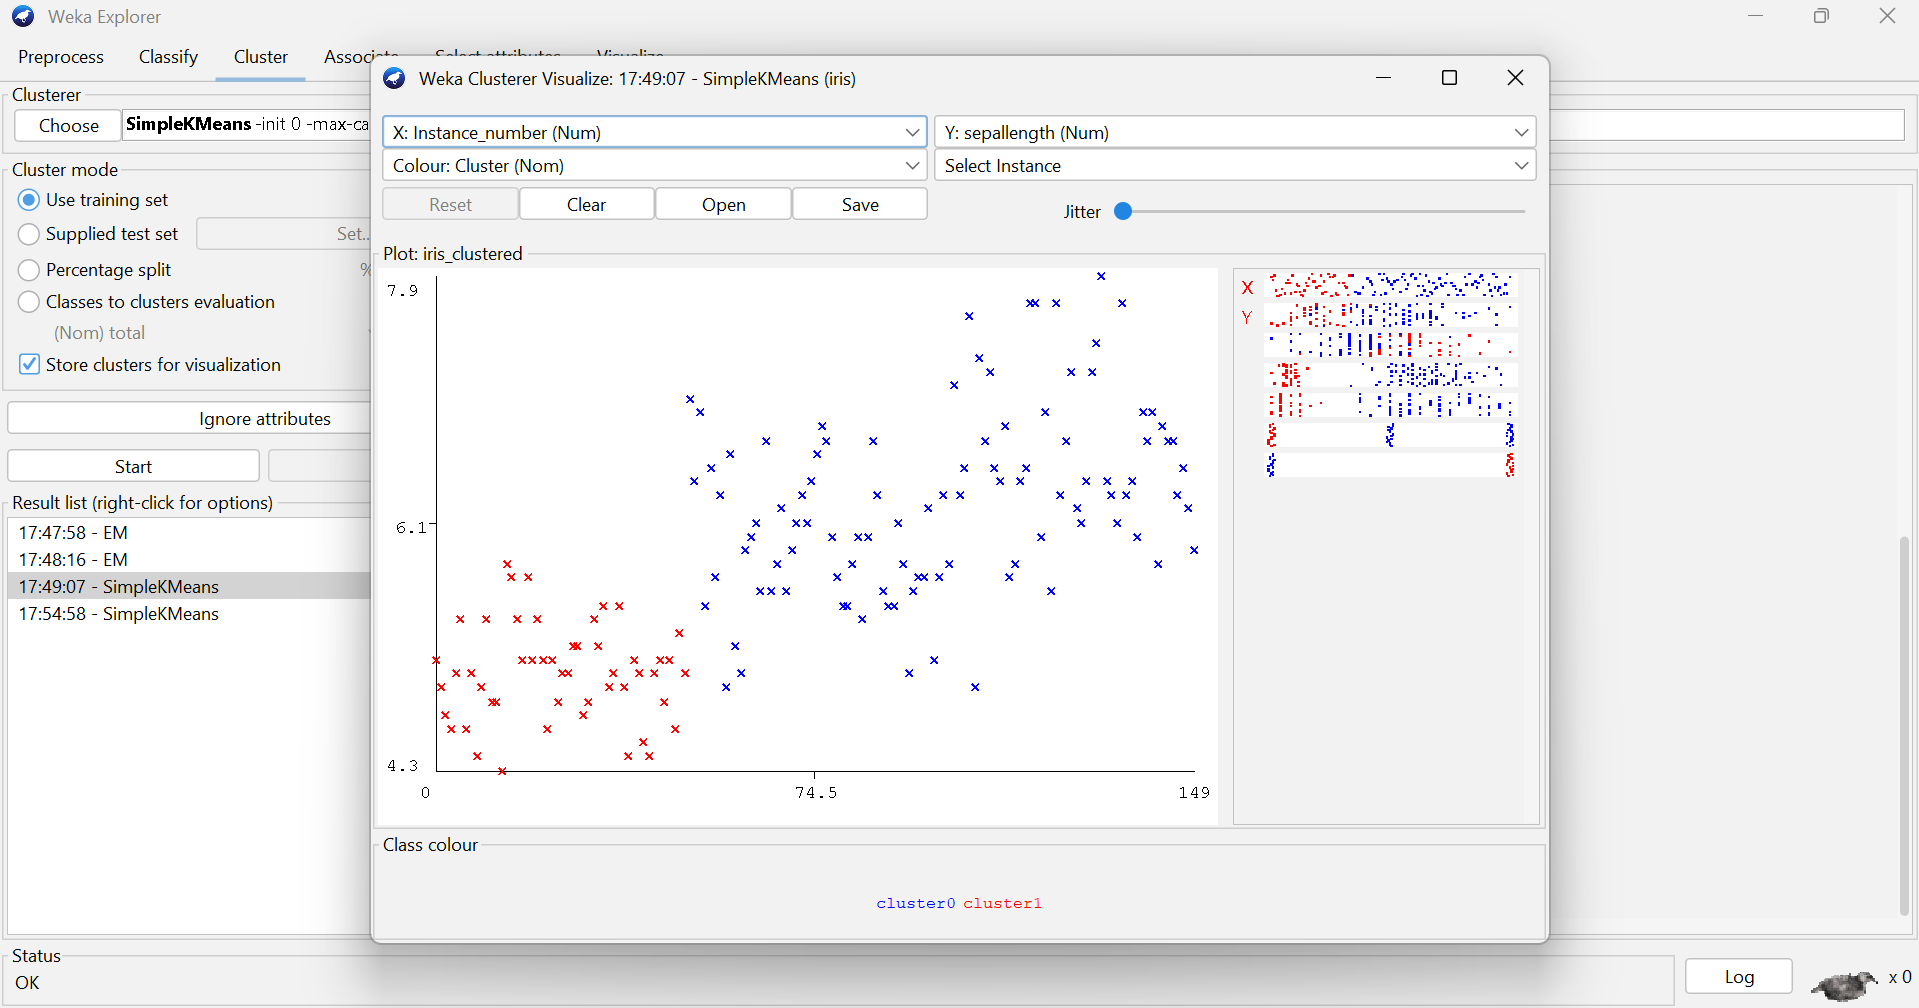 Weka Explorer
Preprocess Classify Cluster Associate Select attributes Visualize
Weka Clusterer Visualize: 17:49:07 - SimpleKMeans (iris)
Clusterer
Choose SimpleKMeans -init 0 -max-ca
X: Instance_number (Num) Y: sepallength (Num)
Colour: Cluster (Nom) Select Instance
Cluster mode
Use training set
Supplied test set Set..
Percentage split %
Classes to clusters evaluation
(Nom) total
Store clusters for visualization
Ignore attributes
Start
Result list (right-click for options)
17:47:58 - EM
17:48:16 - EM
17:49:07 - SimpleKMeans
17:54:58 - SimpleKMeans
Reset Clear Open Save Jitter
Plot: iris_clustered
7.9
6.1
4.3
0 74.5 149
X
Y
Class colour
cluster0 cluster1
Status
OK
Log x 0